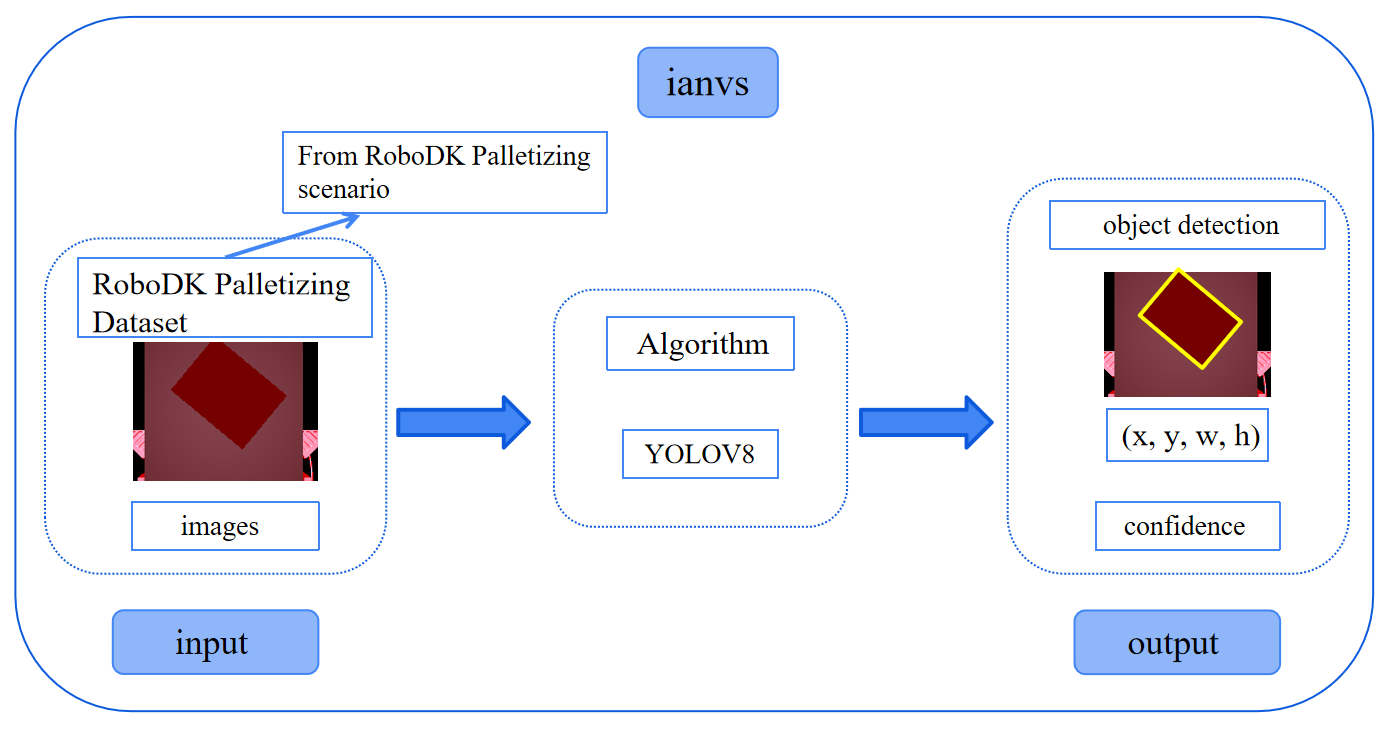 ianvs
From RoboDK Palletizing
scenario
RoboDK Palletizing
Dataset
images
input
Algorithm
YOLOV8
object detection
(x, y, w, h)
confidence
output